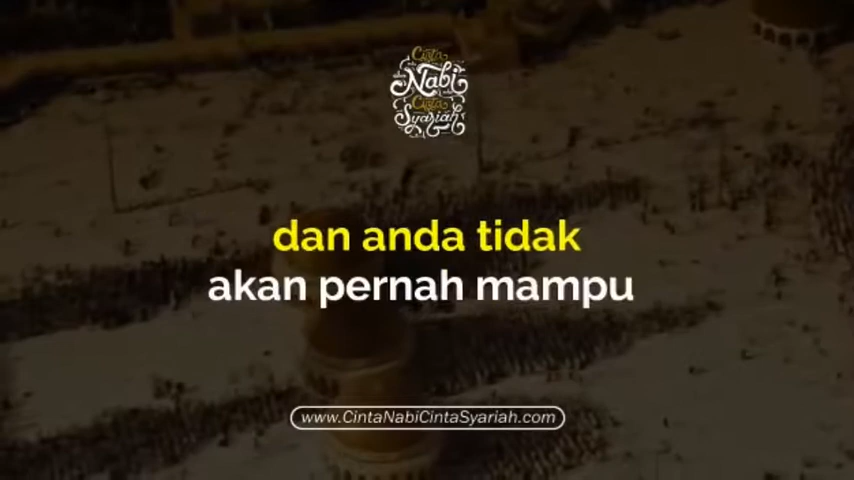 Cinta
Nabi
Cinta
Syariah
dan anda tidak
akan pernah mampu
www.CintaNabiCintaSyariah.com